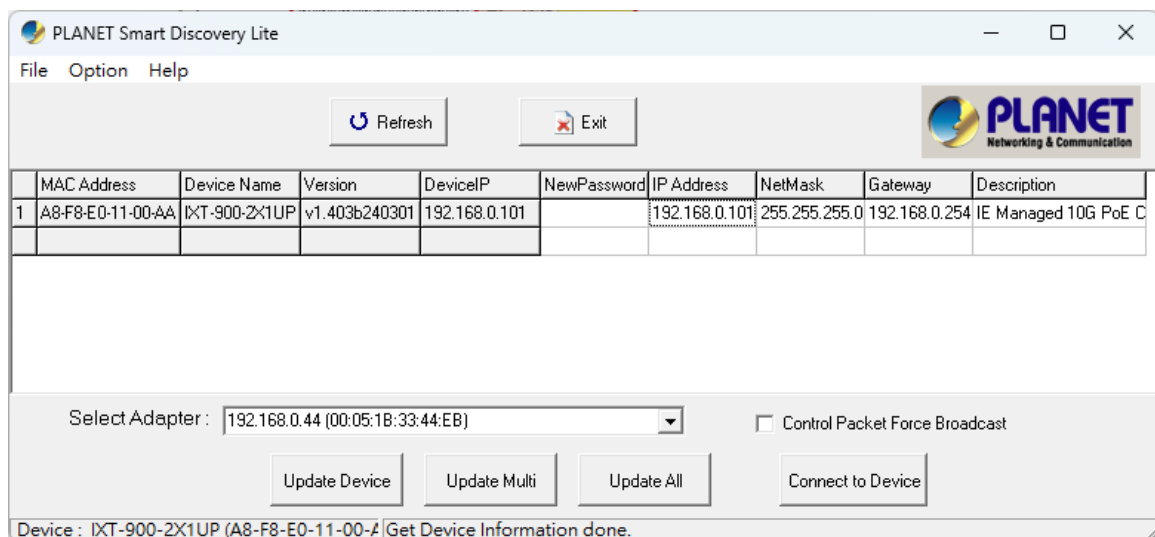 PLANET Smart Discovery Lite
File Option Help
Refresh Exit
PLANET
Networking & Communication
MAC Address Device Name Version DeviceIP NewPassword IP Address NetMask Gateway Description
1 A8-F8-E0-11-00-AA IXT-900-2X1UP v1.403b240301 192.168.0.101 192.168.0.101 255.255.255.0 192.168.0.254 IE Managed 10G PoE C
Select Adapter : 192.168.0.44 (00:05:1B:33:44:EB) Control Packet Force Broadcast
Update Device Update Multi Update All Connect to Device
Device : IXT-900-2X1UP (A8-F8-E0-11-00-A Get Device Information done.